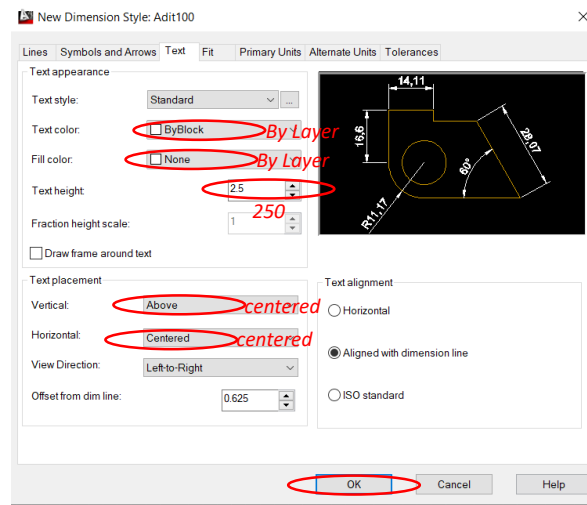 New Dimension Style: Adit100
Lines Symbols and Arrows Text Fit Primary Units Alternate Units Tolerances
Text appearance
Text style: Standard ...
Text color: ByBlock By Layer
Fill color: None By Layer
Text height: 2.5
250
Fraction height scale: 1
Draw frame around text
14,11
16,6
28,07
60°
R11,17
Text placement
Vertical: Above centered
Horizontal: Centered centered
View Direction: Left-to-Right
Offset from dim line: 0.625
Text alignment
Horizontal
Aligned with dimension line
ISO standard
OK Cancel Help